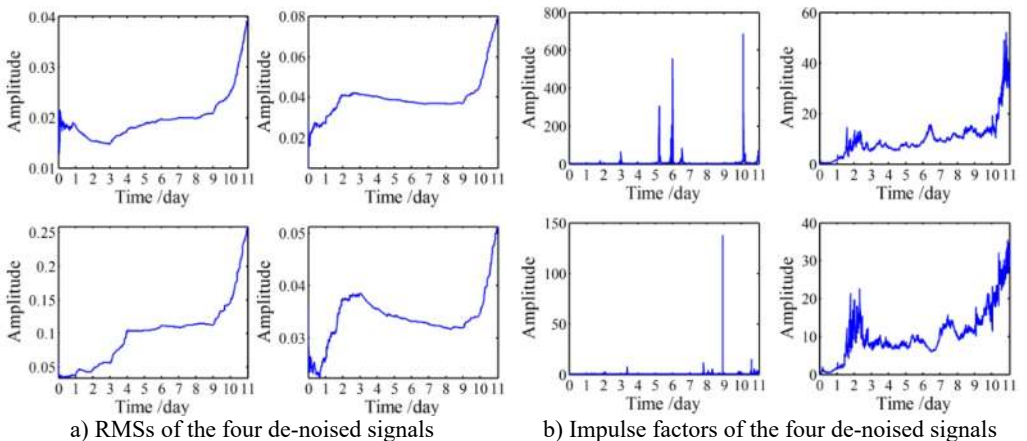 0.04
0.03
0.02
0.01
Amplitude
0 1 2 3 4 5 6 7 8 9 10 11
Time /day
0.08
0.06
0.04
0.02
Amplitude
0 1 2 3 4 5 6 7 8 9 10 11
Time /day
800
600
400
200
0
Amplitude
0 1 2 3 4 5 6 7 8 9 10 11
Time /day
60
40
20
0
Amplitude
0 1 2 3 4 5 6 7 8 9 10 11
Time /day
0.25
0.20
0.15
0.1
0.05
Amplitude
0 1 2 3 4 5 6 7 8 9 10 11
Time /day
0.05
0.04
0.03
Amplitude
0 1 2 3 4 5 6 7 8 9 10 11
Time /day
150
100
50
0
Amplitude
0 1 2 3 4 5 6 7 8 9 10 11
Time /day
40
30
20
10
0
Amplitude
0 1 2 3 4 5 6 7 8 9 10 11
Time /day
a) RMSs of the four de-noised signals
b) Impulse factors of the four de-noised signals